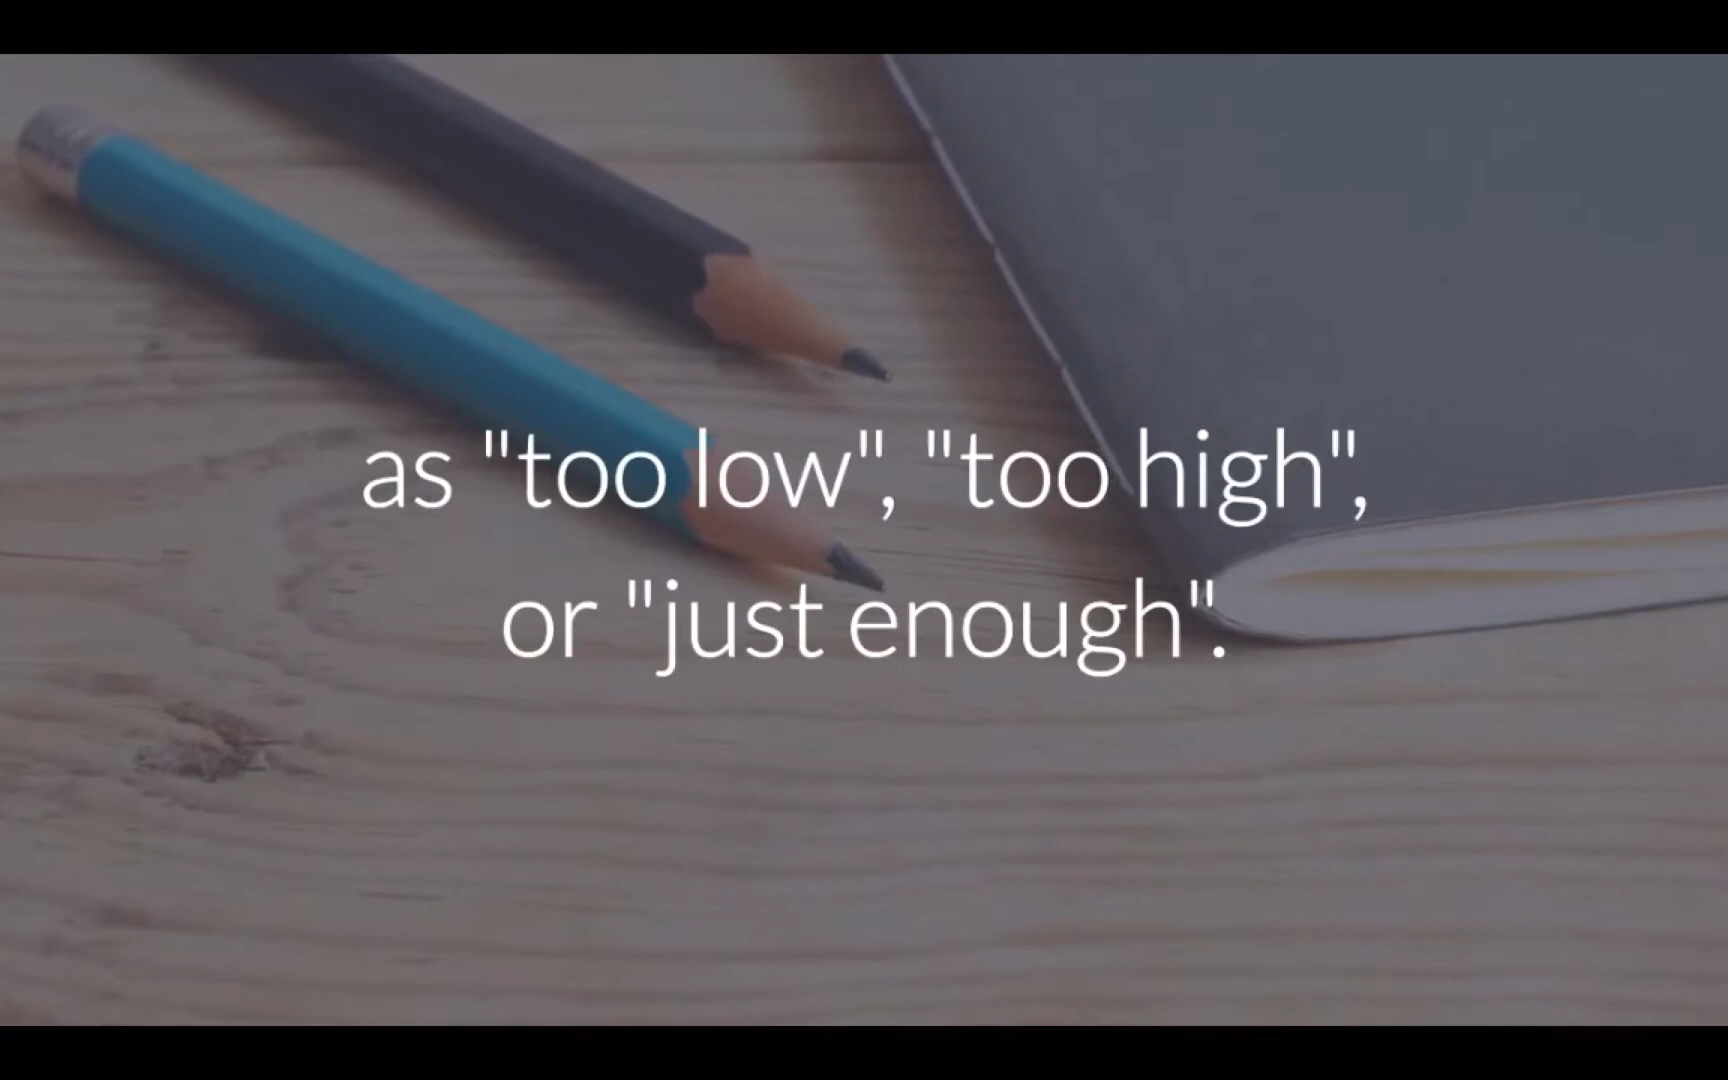 as "too low", "too high",
or "just enough".